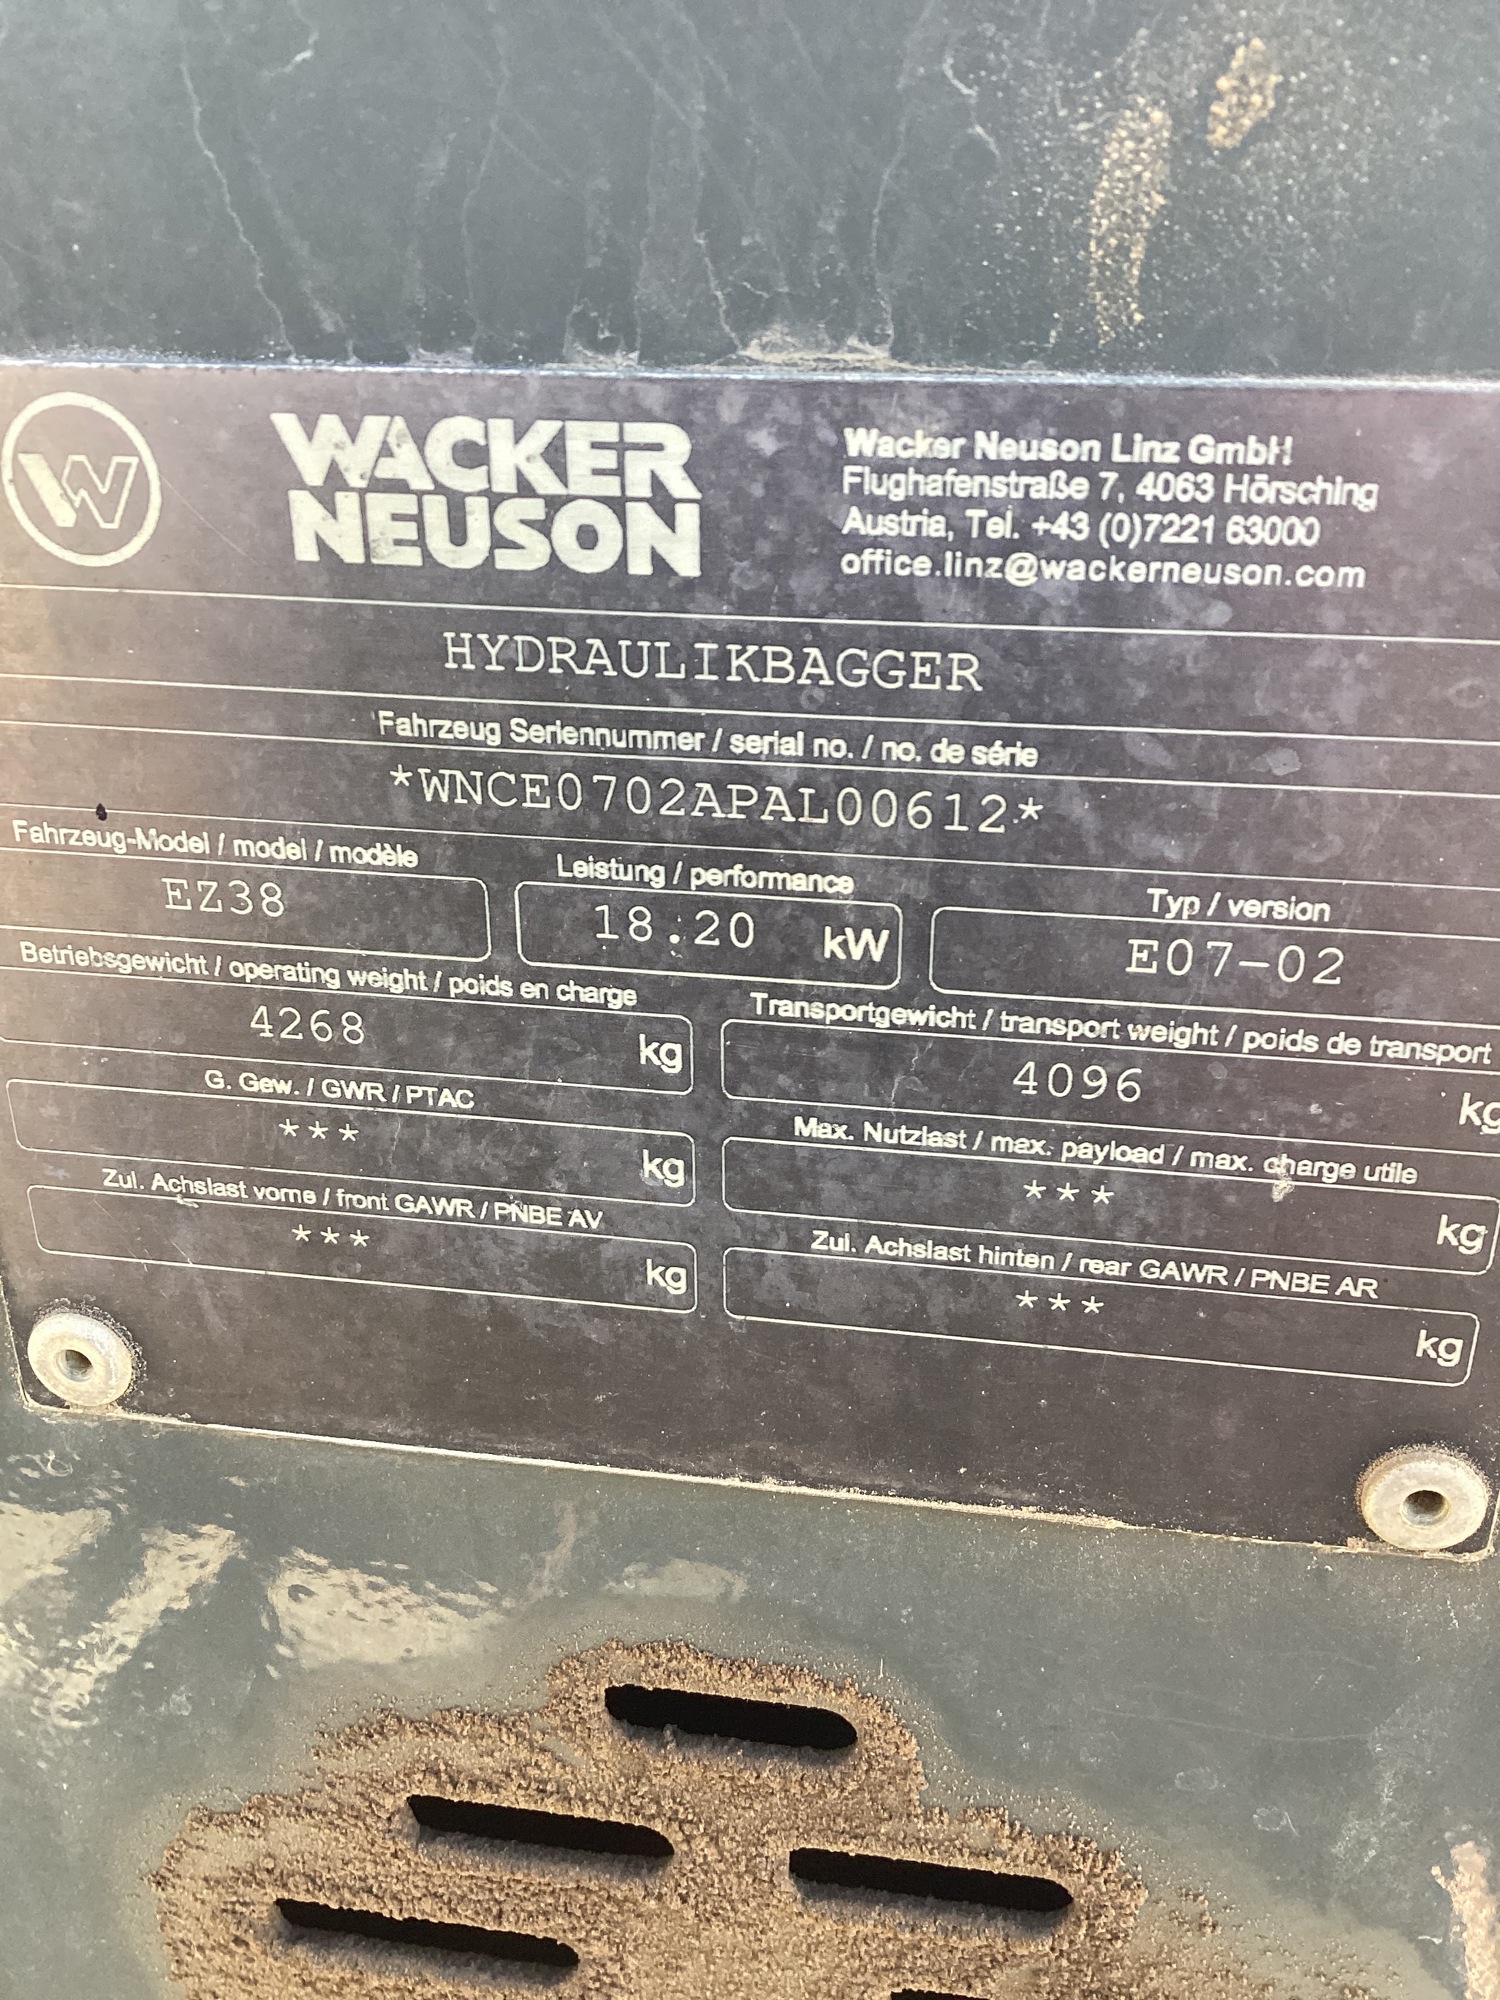 W
WACKER
NEUSON
Wacker Neuson Linz GmbH
Flughafenstraße 7, 4063 Hörsching
Austria, Tel. +43 (0)7221 63000
office.linz@wackerneuson.com
HYDRAULIKBAGGER
Fahrzeug Seriennummer / serial no. / no. de série
*WNCE0702APAL00612*
Fahrzeug-Model / model / modèle
EZ38
Leistung / performance
18.20 kW
Typ / version
E07-02
Betriebsgewicht / operating weight / poids en charge
4268 kg
Transportgewicht / transport weight / poids de transport
4096 kg
G. Gew. / GWR / PTAC
*** kg
Max. Nutzlast / max. payload / max. charge utile
*** kg
Zul. Achslast vorne / front GAWR / PNBE AV
*** kg
Zul. Achslast hinten / rear GAWR / PNBE AR
*** kg